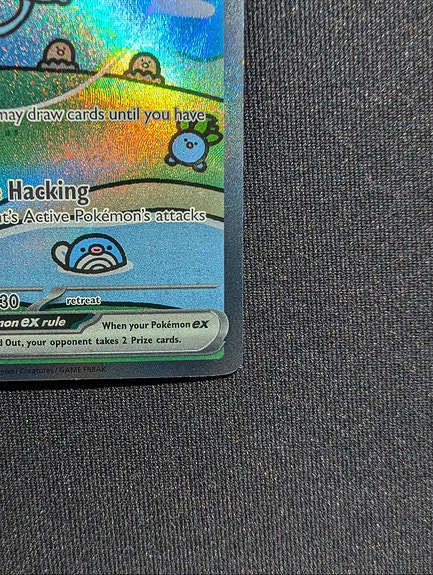 may draw cards until you have
Hacking
t's Active Pokémon's attacks
30
retreat
mon ex rule
When your Pokémon ex
d Out, your opponent takes 2 Prize cards.
mon / Creatures / GAME FREAK